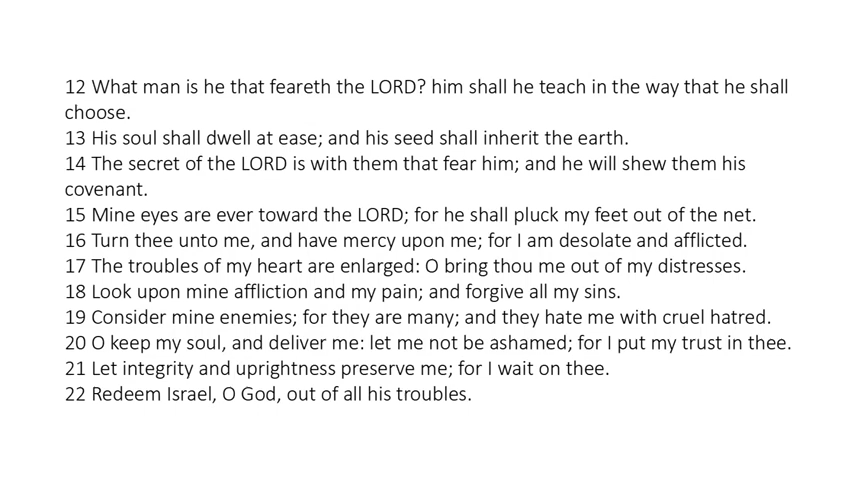 12 What man is he that feareth the LORD? him shall he teach in the way that he shall
choose.
13 His soul shall dwell at ease; and his seed shall inherit the earth.
14 The secret of the LORD is with them that fear him; and he will shew them his
covenant.
15 Mine eyes are ever toward the LORD; for he shall pluck my feet out of the net.
16 Turn thee unto me, and have mercy upon me; for I am desolate and afflicted.
17 The troubles of my heart are enlarged: O bring thou me out of my distresses.
18 Look upon mine affliction and my pain; and forgive all my sins.
19 Consider mine enemies; for they are many; and they hate me with cruel hatred.
20 O keep my soul, and deliver me: let me not be ashamed; for I put my trust in thee.
21 Let integrity and uprightness preserve me; for I wait on thee.
22 Redeem Israel, O God, out of all his troubles.